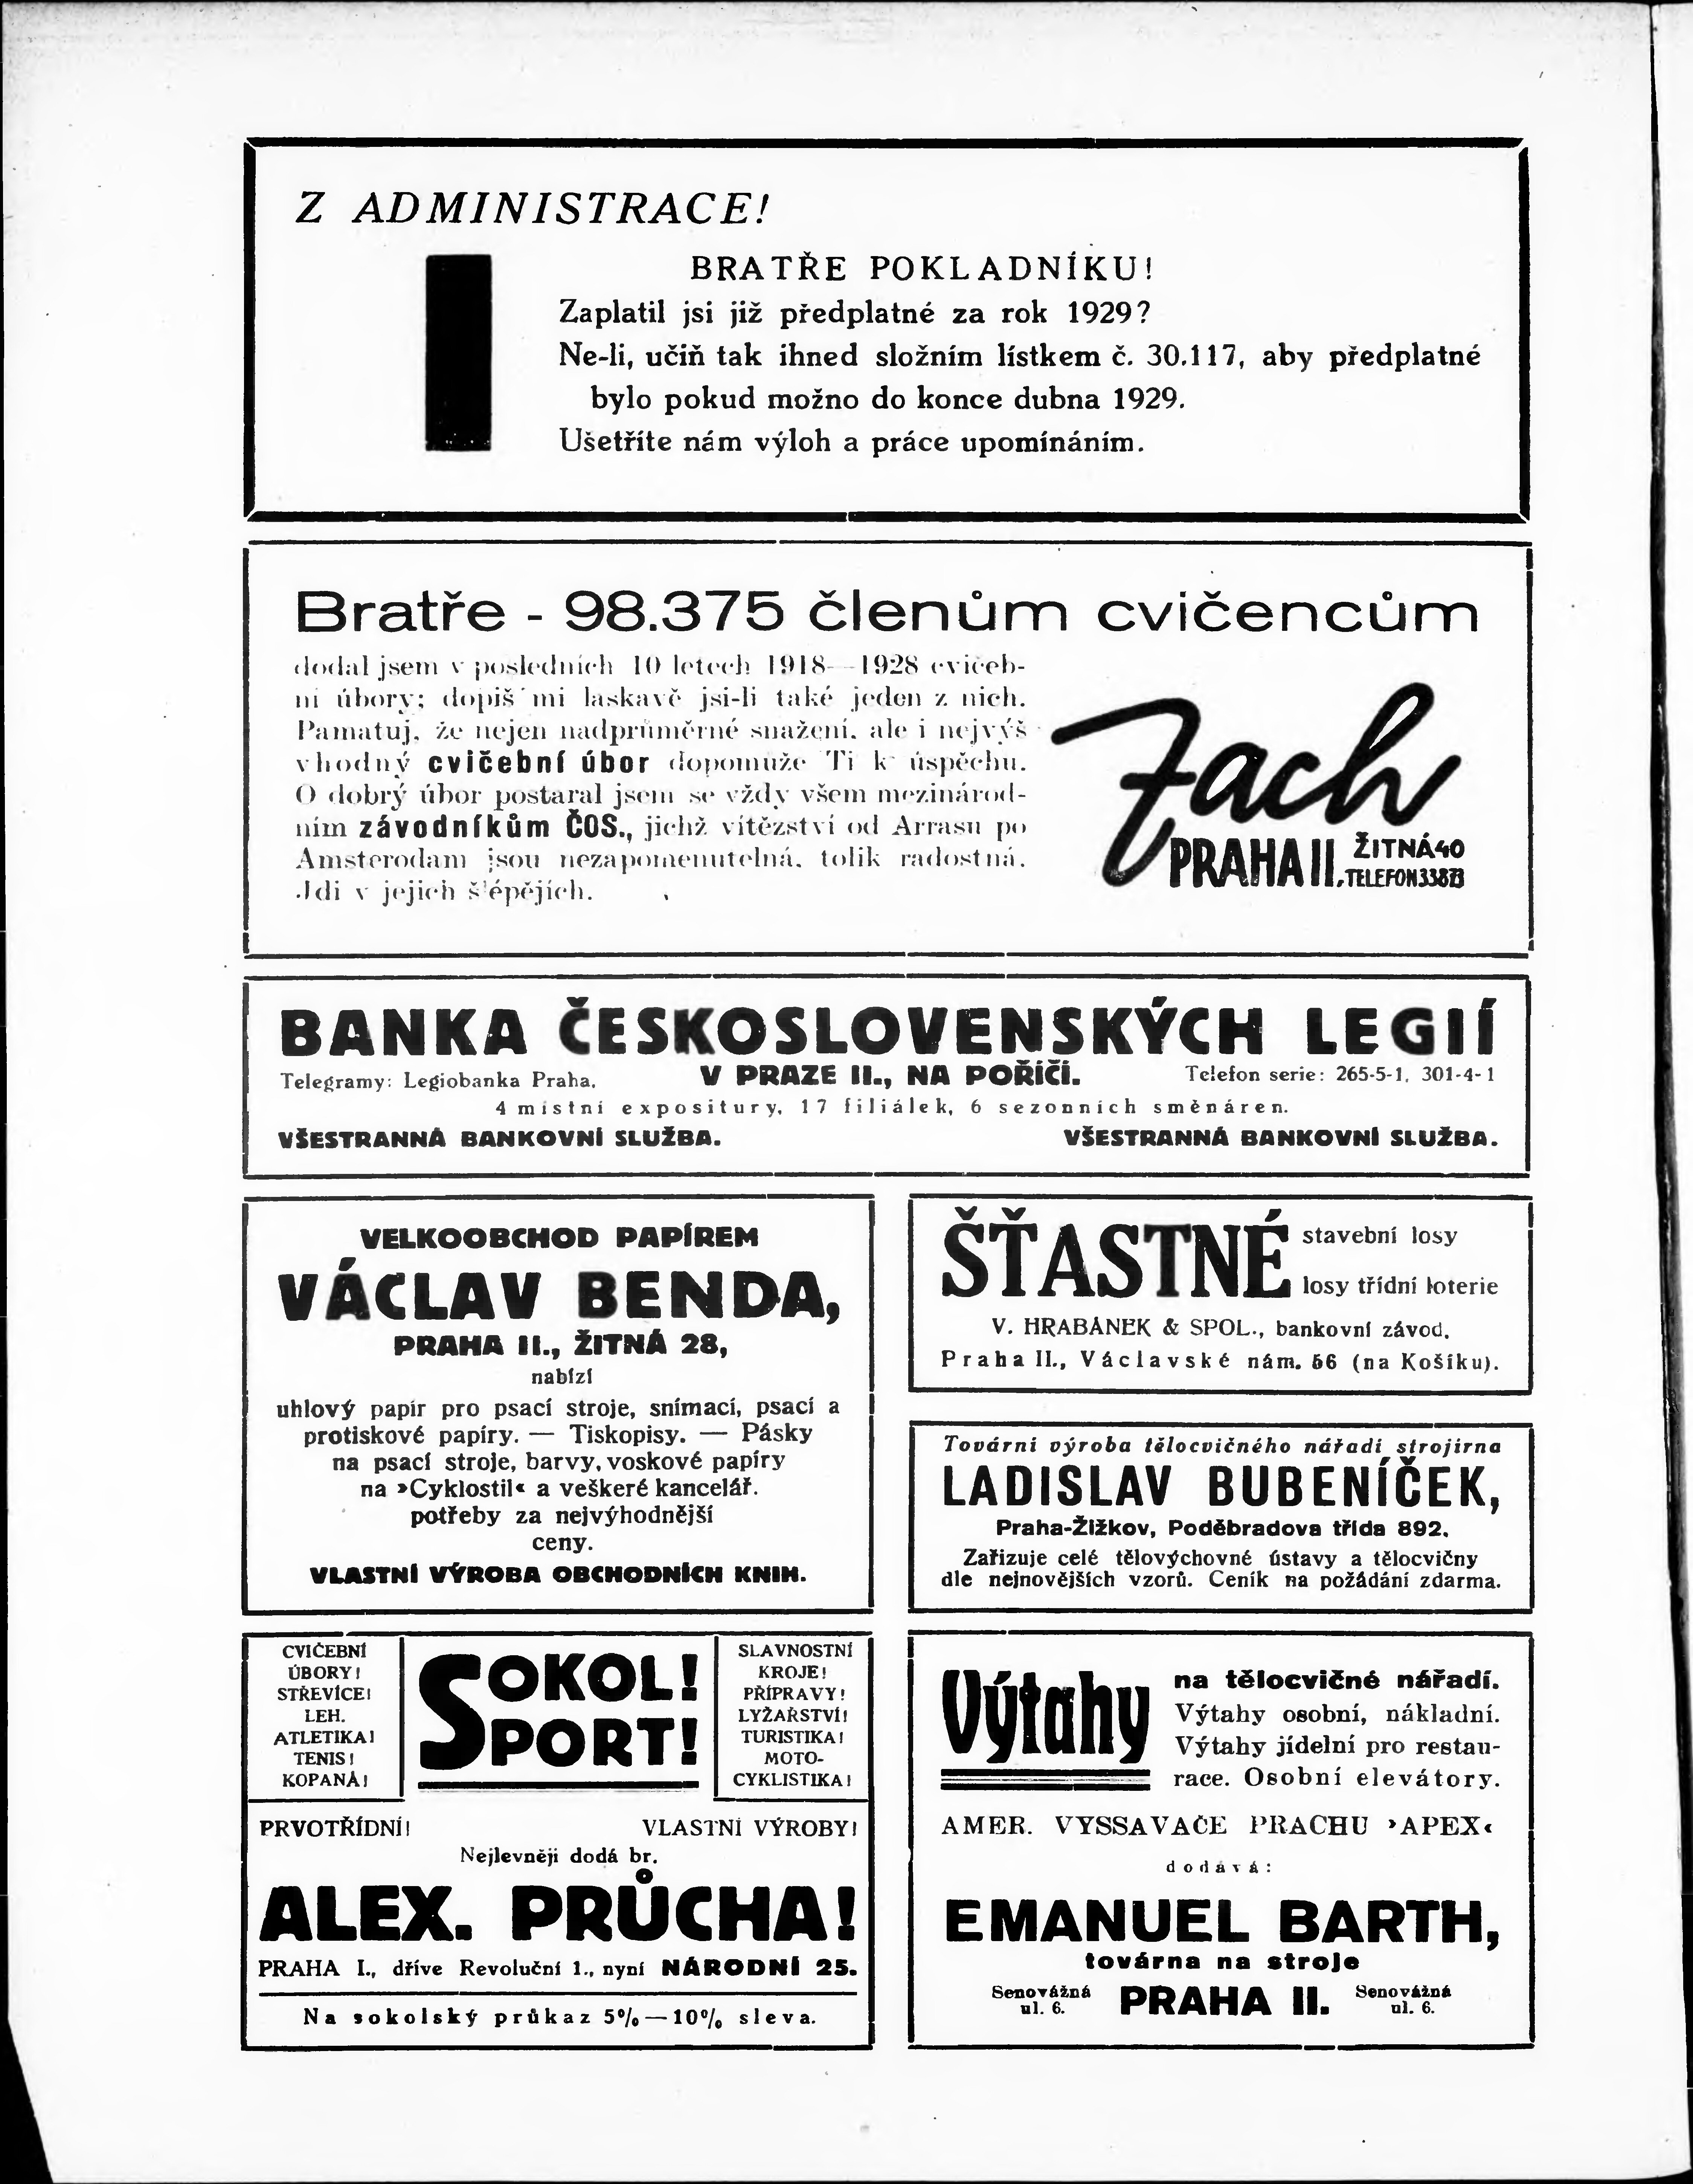 Z ADMINISTRACE!
BRATŘE POKLADNÍKU!
Zaplatil jsi již předplatné za rok 1929?
Ne-li, učiň tak ihned složním lístkem č. 30.117, aby předplatné
bylo pokud možno do konce dubna 1929.
Ušetříte nám výloh a práce upomínáním.
Bratře - 98.375 členům cvičencům
dodal jsem v posledních 10 letech 1918—1928 cvičeb-
ní úbory; dopiš mi laskavě jsi-li také jeden z nich.
Pamatuj, že nejen nadprůměrné snažení, ale i nejvýš
vhodný cvičební úbor dopomůže Ti k úspěchu.
O dobrý úbor postaral jsem se vždy všem mezinárod-
ním závodníkům ČOS., jichž vítězství od Arrasu po
Amsterodam jsou nezapomenutelná, tolik radostná.
Jdi v jejich šlépějích.
Zach
PRAHA II., ŽITNÁ 40
TELEFON 33873
BANKA ČESKOSLOVENSKÝCH LEGIÍ
Telegramy: Legiobanka Praha. V PRAZE II., NA POŘÍČÍ. Telefon serie: 265-5-1, 301-4-1
4 místní expositury, 17 filiálek, 6 sezonních směnáren.
VŠESTRANNÁ BANKOVNÍ SLUŽBA. VŠESTRANNÁ BANKOVNÍ SLUŽBA.
VELKOOBCHOD PAPÍREM
VÁCLAV BENDA,
PRAHA II., ŽITNÁ 28,
nabízí
uhlový papír pro psací stroje, snímací, psací a
protiskové papíry. — Tiskopisy. — Pásky
na psací stroje, barvy, voskové papíry
na »Cyklostil« a veškeré kancelář.
potřeby za nejvýhodnější
ceny.
VLASTNÍ VÝROBA OBCHODNÍCH KNIH.
ŠŤASTNÉ stavební losy
losy třídní loterie
V. HRABÁNEK & SPOL., bankovní závod,
Praha II., Václavské nám. 56 (na Košíku).
Tovární výroba tělocvičného nářadí strojírna
LADISLAV BUBENÍČEK,
Praha-Žižkov, Poděbradova třída 892.
Zařizuje celé tělovýchovné ústavy a tělocvičny
dle nejnovějších vzorů. Ceník na požádání zdarma.
CVIČEBNÍ
ÚBORY!
STŘEVÍCE!
LEH.
ATLETIKA!
TENIS!
KOPANÁ!
SOKOL!
SPORT!
SLAVNOSTNÍ
KROJE!
PŘÍPRAVY!
LYŽAŘSTVÍ!
TURISTIKA!
MOTO-
CYKLISTIKA!
PRVOTŘÍDNÍ! VLASTNÍ VÝROBY!
Nejlevněji dodá br.
ALEX. PRŮCHA!
PRAHA I., dříve Revoluční 1., nyní NÁRODNÍ 25.
Na sokolský průkaz 5%—10% sleva.
Výtahy na tělocvičné nářadí.
Výtahy osobní, nákladní.
Výtahy jídelní pro restau-
race. Osobní elevátory.
AMER. VYSSAVAČE PRACHU ›APEX‹
dodává:
EMANUEL BARTH,
továrna na stroje
Senovážná
ul. 6.
PRAHA II.
Senovážná
ul. 6.